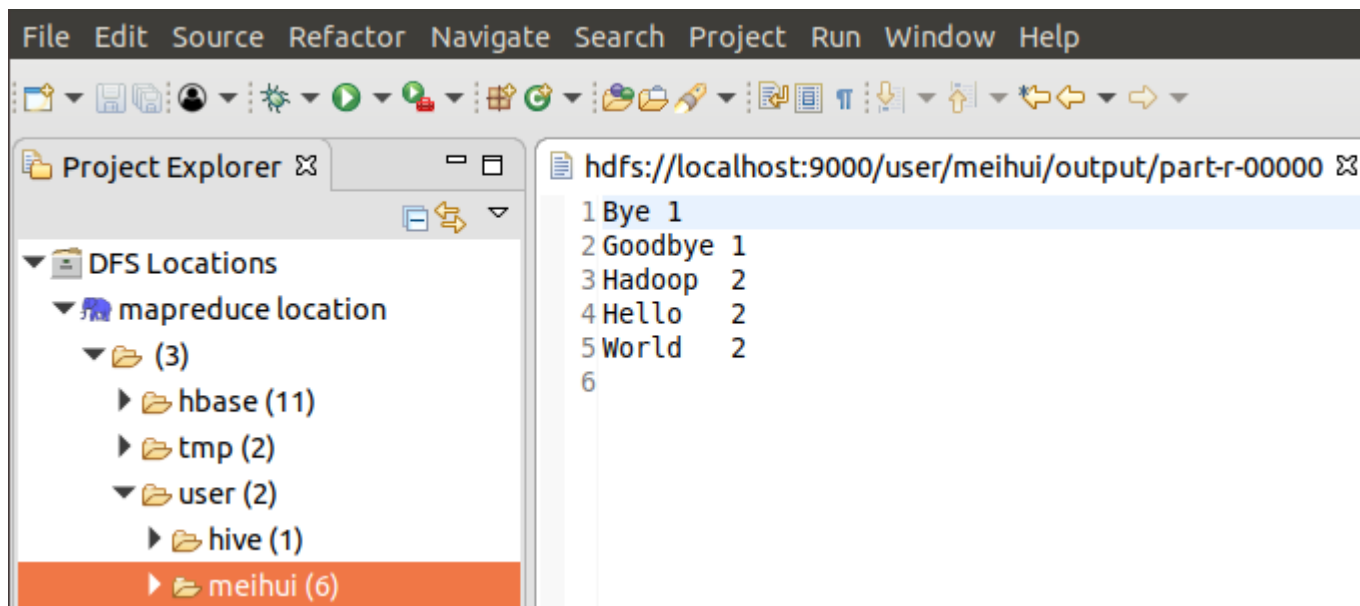 File Edit Source Refactor Navigate Search Project Run Window Help
Project Explorer
hdfs://localhost:9000/user/meihui/output/part-r-00000
1 Bye 1
2 Goodbye 1
3 Hadoop 2
4 Hello 2
5 World 2
6
DFS Locations
mapreduce location
(3)
hbase (11)
tmp (2)
user (2)
hive (1)
meihui (6)